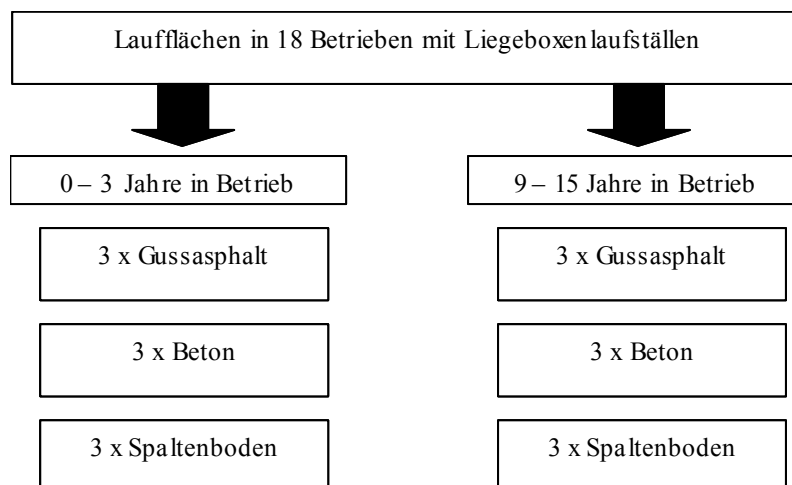 Laufflächen in 18 Betrieben mit Liegeboxenlaufställen
0 – 3 Jahre in Betrieb
9 – 15 Jahre in Betrieb
3 x Gussasphalt
3 x Gussasphalt
3 x Beton
3 x Beton
3 x Spaltenboden
3 x Spaltenboden